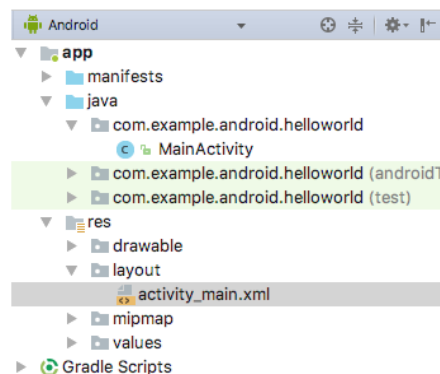 Android
app
manifests
java
com.example.android.helloworld
C MainActivity
com.example.android.helloworld (androidT
com.example.android.helloworld (test)
res
drawable
layout
activity_main.xml
mipmap
values
Gradle Scripts